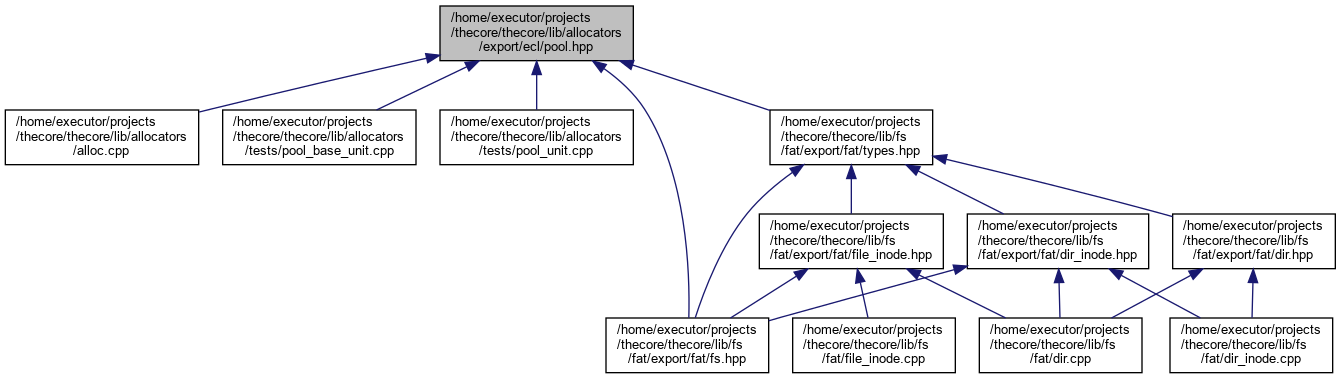 /home/executor/projects
/thecore/thecore/lib/allocators
/export/ecl/pool.hpp
/home/executor/projects
/thecore/thecore/lib/allocators
/alloc.cpp
/home/executor/projects
/thecore/thecore/lib/allocators
/tests/pool_base_unit.cpp
/home/executor/projects
/thecore/thecore/lib/allocators
/tests/pool_unit.cpp
/home/executor/projects
/thecore/thecore/lib/fs
/fat/export/fat/types.hpp
/home/executor/projects
/thecore/thecore/lib/fs
/fat/export/fat/file_inode.hpp
/home/executor/projects
/thecore/thecore/lib/fs
/fat/export/fat/dir_inode.hpp
/home/executor/projects
/thecore/thecore/lib/fs
/fat/export/fat/dir.hpp
/home/executor/projects
/thecore/thecore/lib/fs
/fat/export/fat/fs.hpp
/home/executor/projects
/thecore/thecore/lib/fs
/fat/file_inode.cpp
/home/executor/projects
/thecore/thecore/lib/fs
/fat/dir.cpp
/home/executor/projects
/thecore/thecore/lib/fs
/fat/dir_inode.cpp